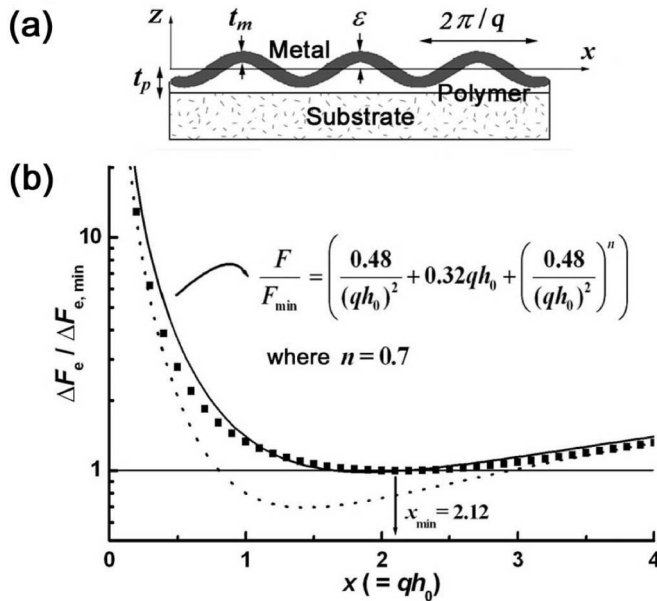 (a)
z
t_m
ε
2π/q
Metal
x
t_p
Polymer
Substrate
(b)
10
F/F_min = (0.48/(qh_0)^2 + 0.32qh_0 + (0.48/(qh_0)^2)^n)
where n = 0.7
ΔF_e / ΔF_e, min
1
x_min = 2.12
0 1 2 3 4
x (= qh_0)